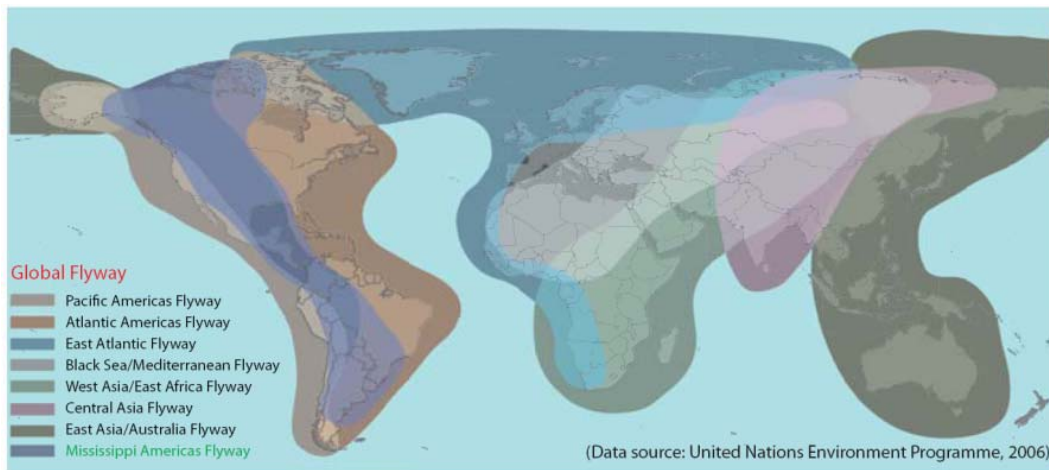 Global Flyway
Pacific Americas Flyway
Atlantic Americas Flyway
East Atlantic Flyway
Black Sea/Mediterranean Flyway
West Asia/East Africa Flyway
Central Asia Flyway
East Asia/Australia Flyway
Mississippi Americas Flyway
(Data source: United Nations Environment Programme, 2006)